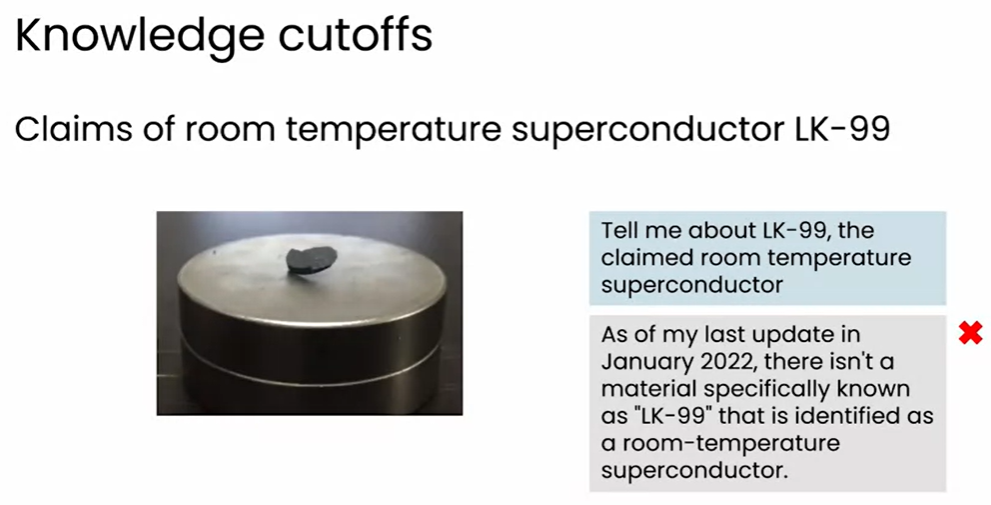 Knowledge cutoffs
Claims of room temperature superconductor LK-99
Tell me about LK-99, the
claimed room temperature
superconductor
As of my last update in
January 2022, there isn't a
material specifically known
as "LK-99" that is identified as
a room-temperature
superconductor.